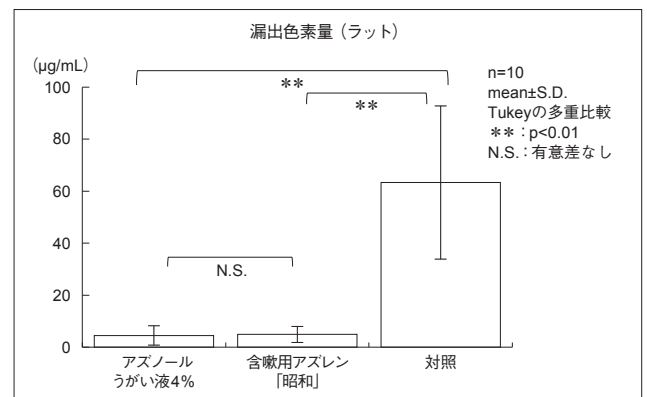 漏出色素量（ラット）
（μg/mL）
100
80
60
40
20
0
**
**
N.S.
n=10
mean±S.D.
Tukeyの多重比較
**：p<0.01
N.S.：有意差なし
アズノール
うがい液4％
含嗽用アズレン
「昭和」
対照